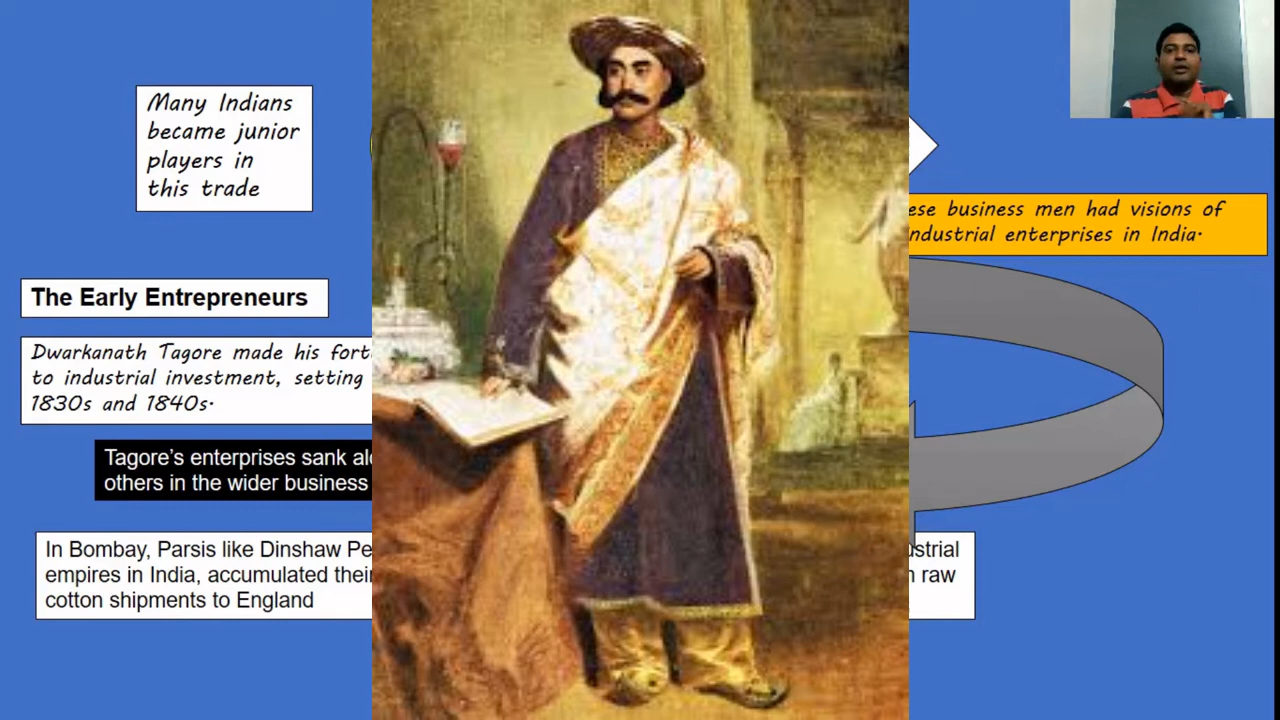 Many Indians
became junior
players in
this trade
business men had visions of
industrial enterprises in India.
The Early Entrepreneurs
Dwarkanath Tagore made his
to industrial investment, setting
1830s and 1840s.
Tagore’s enterprises sank
others in the wider business
In Bombay, Parsis like Dinshaw
empires in India, accumulated
raw
cotton shipments to England